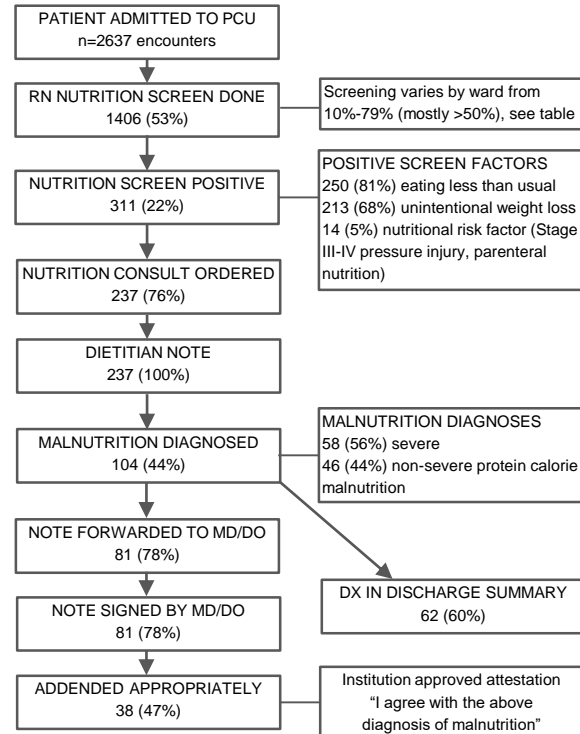 PATIENT ADMITTED TO PCU
n=2637 encounters
RN NUTRITION SCREEN DONE
1406 (53%)
Screening varies by ward from
10%-79% (mostly >50%), see table
NUTRITION SCREEN POSITIVE
311 (22%)
POSITIVE SCREEN FACTORS
250 (81%) eating less than usual
213 (68%) unintentional weight loss
14 (5%) nutritional risk factor (Stage
III-IV pressure injury, parenteral
nutrition)
NUTRITION CONSULT ORDERED
237 (76%)
DIETITIAN NOTE
237 (100%)
MALNUTRITION DIAGNOSED
104 (44%)
MALNUTRITION DIAGNOSES
58 (56%) severe
46 (44%) non-severe protein calorie
malnutrition
NOTE FORWARDED TO MD/DO
81 (78%)
DX IN DISCHARGE SUMMARY
62 (60%)
NOTE SIGNED BY MD/DO
81 (78%)
ADDENDED APPROPRIATELY
38 (47%)
Institution approved attestation
“I agree with the above
diagnosis of malnutrition”